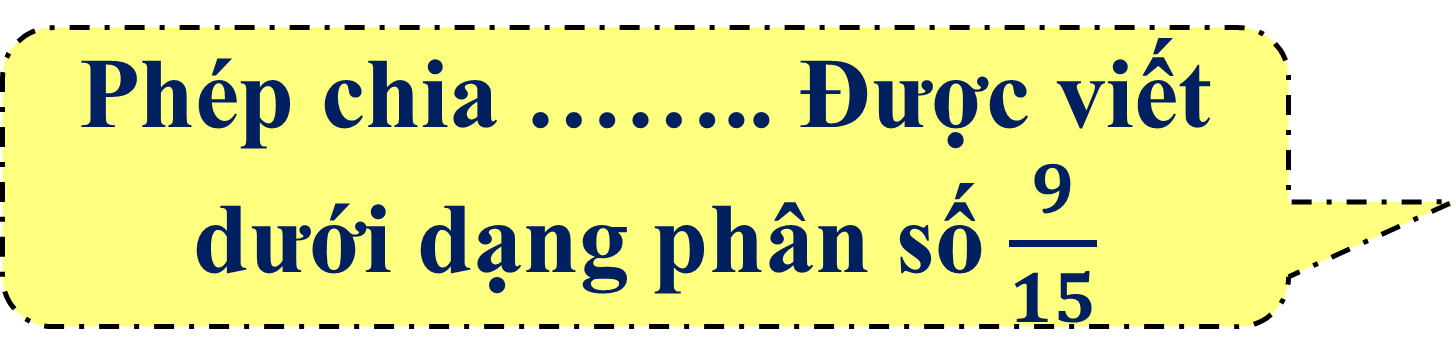 Phép chia …….. Được viết
dưới dạng phân số 9/15